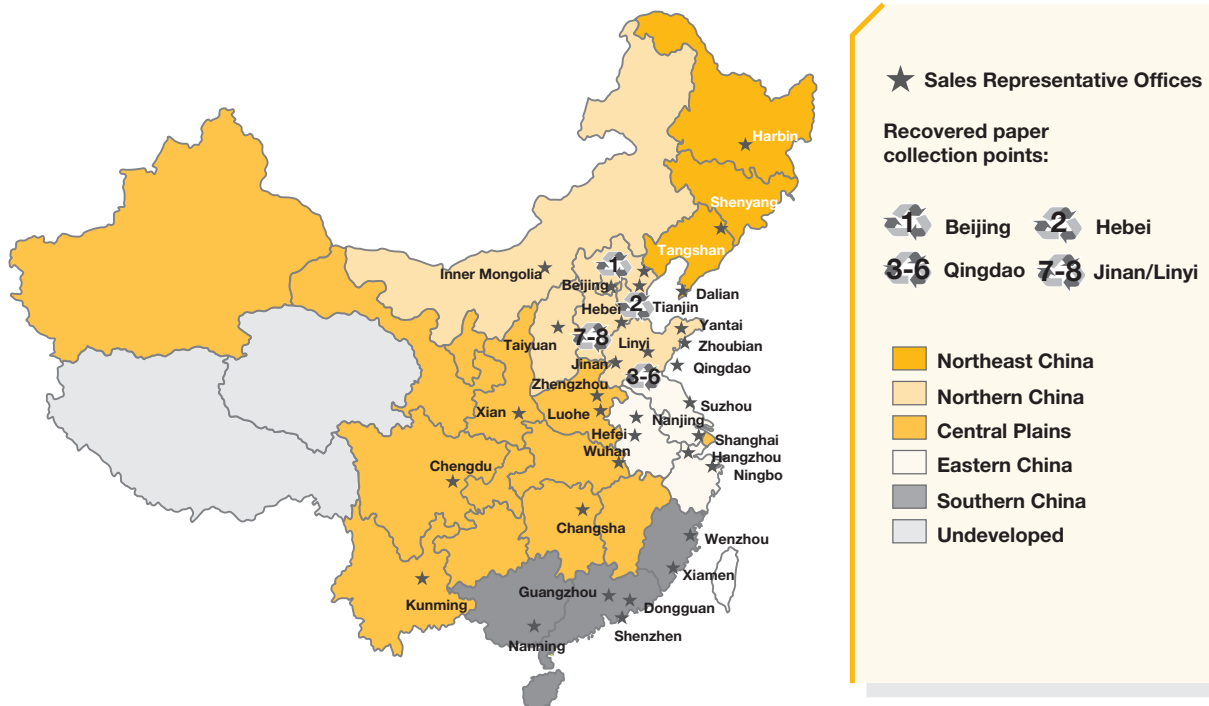 Harbin
Shenyang
Tangshan
Inner Mongolia
1
Beijing
Dalian
2
Hebei
Tianjin
Yantai
7-8
Taiyuan
Linyi
Zhoubian
Jinan
Qingdao
3-6
Zhengzhou
Suzhou
Xian
Luohe
Nanjing
Hefei
Shanghai
Wuhan
Hangzhou
Chengdu
Ningbo
Changsha
Wenzhou
Xiamen
Guangzhou
Kunming
Dongguan
Shenzhen
Nanning
Sales Representative Offices
Recovered paper
collection points:
1 Beijing 2 Hebei
3-6 Qingdao 7-8 Jinan/Linyi
Northeast China
Northern China
Central Plains
Eastern China
Southern China
Undeveloped